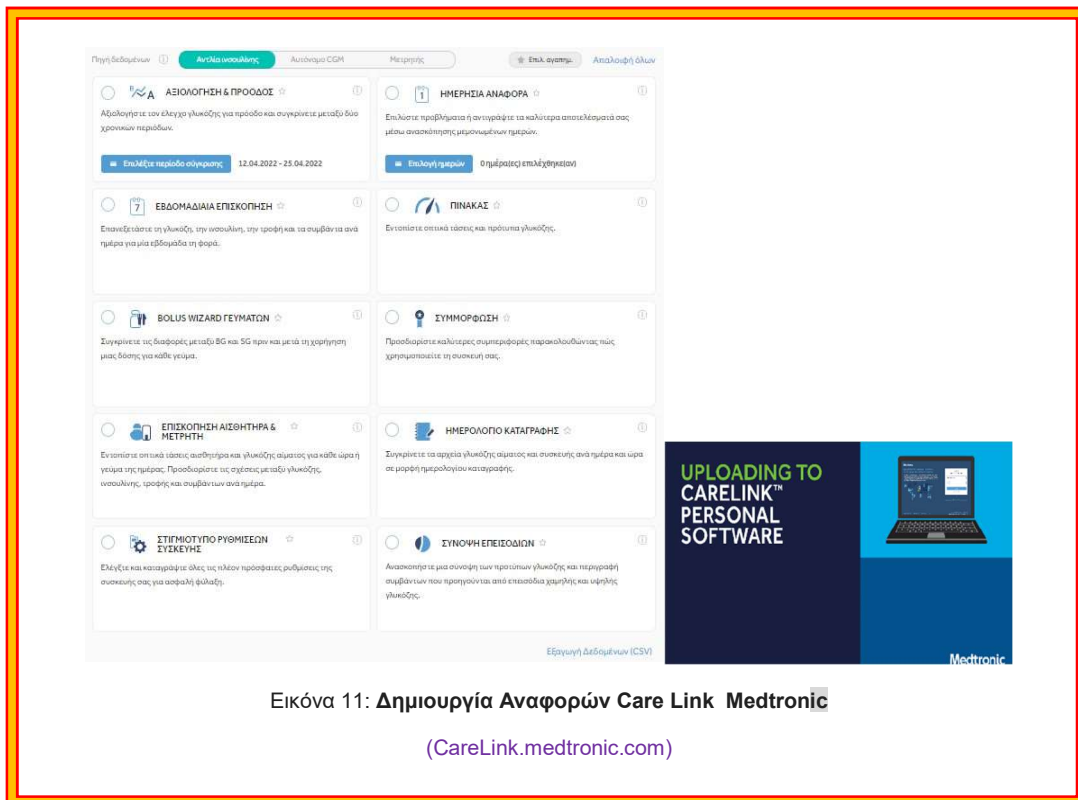 Πηγή δεδομένων Αντλία ινσουλίνης Αυτόνομο CGM Μετρητής Επιλ. αγαπημ. Απαλοιφή όλων
ΑΞΙΟΛΟΓΗΣΗ & ΠΡΟΟΔΟΣ
Αξιολογήστε τον έλεγχο γλυκόζης για πρόοδο και συγκρίνετε μεταξύ δύο
χρονικών περιόδων.
Επιλέξτε περίοδο σύγκρισης 12.04.2022 - 25.04.2022
ΗΜΕΡΗΣΙΑ ΑΝΑΦΟΡΑ
Επιλύστε προβλήματα ή αντιγράψτε τα καλύτερα αποτελέσματά σας
μέσω ανασκόπησης μεμονωμένων ημερών.
Επιλογή ημερών 0 ημέρα(ες) επιλέχθηκε(αν)
7 ΕΒΔΟΜΑΔΙΑΙΑ ΕΠΙΣΚΟΠΗΣΗ
Επανεξετάστε τη γλυκόζη, την ινσουλίνη, την τροφή και τα συμβάντα ανά
ημέρα για μία εβδομάδα τη φορά.
ΠΙΝΑΚΑΣ
Εντοπίστε οπτικά τάσεις και πρότυπα γλυκόζης.
BOLUS WIZARD ΓΕΥΜΑΤΩΝ
Συγκρίνετε τις διαφορές μεταξύ BG και SG πριν και μετά τη χορήγηση
μιας δόσης για κάθε γεύμα.
ΣΥΜΜΟΡΦΩΣΗ
Προσδιορίστε καλύτερες συμπεριφορές παρακολουθώντας πώς
χρησιμοποιείτε τη συσκευή σας.
ΕΠΙΣΚΟΠΗΣΗ ΑΙΣΘΗΤΗΡΑ &
ΜΕΤΡΗΤΗ
Εντοπίστε οπτικά τάσεις αισθητήρα και γλυκόζης αίματος για κάθε ώρα ή
γεύμα της ημέρας. Προσδιορίστε τις σχέσεις μεταξύ γλυκόζης,
ινσουλίνης, τροφής και συμβάντων ανά ημέρα.
ΗΜΕΡΟΛΟΓΙΟ ΚΑΤΑΓΡΑΦΗΣ
Συγκρίνετε τα αρχεία γλυκόζης αίματος και συσκευής ανά ημέρα και ώρα
σε μορφή ημερολογίου καταγραφής.
ΣΤΙΓΜΙΟΤΥΠΟ ΡΥΘΜΙΣΕΩΝ
ΣΥΣΚΕΥΗΣ
Ελέγξτε και καταγράψτε όλες τις πλέον πρόσφατες ρυθμίσεις της
συσκευής σας για ασφαλή φύλαξη.
ΣΥΝΟΨΗ ΕΠΕΙΣΟΔΙΩΝ
Ανασκοπήστε μια σύνοψη των προτύπων γλυκόζης και περιγραφή
συμβάντων που προηγούνται από επεισόδια χαμηλής και υψηλής
γλυκόζης.
Εξαγωγή Δεδομένων (CSV)
UPLOADING TO
CARELINK™
PERSONAL
SOFTWARE
Medtronic
Εικόνα 11: Δημιουργία Αναφορών Care Link Medtronic
(CareLink.medtronic.com)